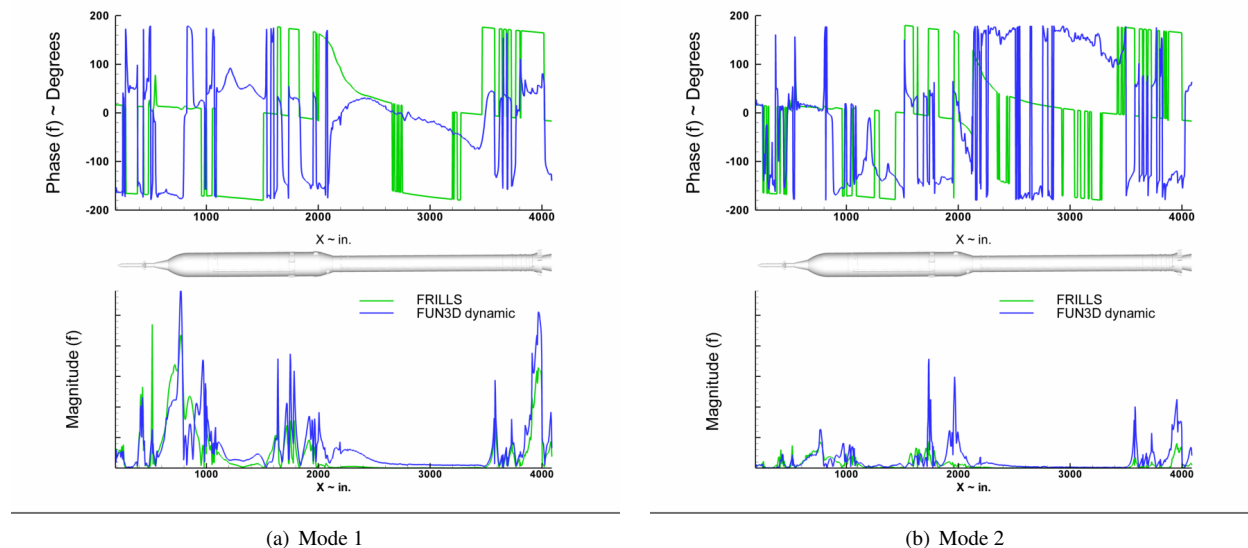 200
100
0
-100
-200
Phase (f) ~ Degrees
1000
2000
3000
4000
X ~ in.
FRILLS
FUN3D dynamic
Magnitude (f)
1000
2000
3000
4000
X ~ in.
(a) Mode 1
200
100
0
-100
-200
Phase (f) ~ Degrees
1000
2000
3000
4000
X ~ in.
FRILLS
FUN3D dynamic
Magnitude (f)
1000
2000
3000
4000
X ~ in.
(b) Mode 2